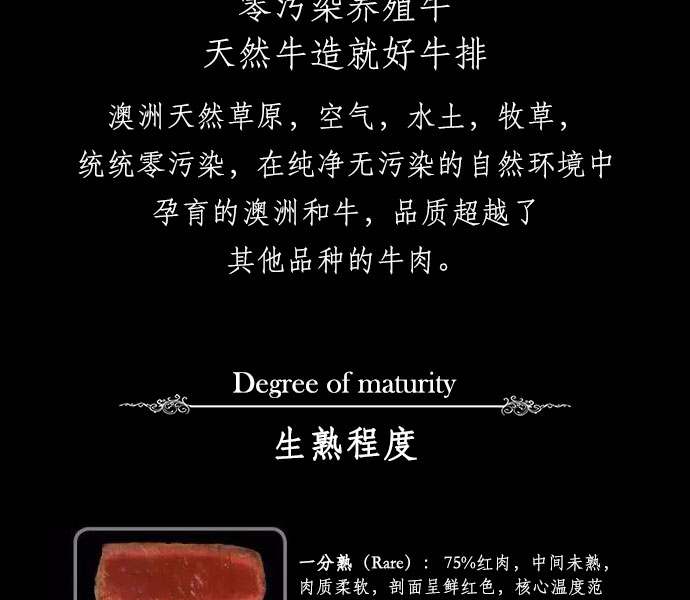 零污染养殖牛
天然牛造就好牛排
澳洲天然草原，空气，水土，牧草，
统统零污染，在纯净无污染的自然环境中
孕育的澳洲和牛，品质超越了
其他品种的牛肉。
Degree of maturity
生熟程度
一分熟（Rare）：75%红肉，中间未熟，
肉质柔软，剖面呈鲜红色，核心温度范